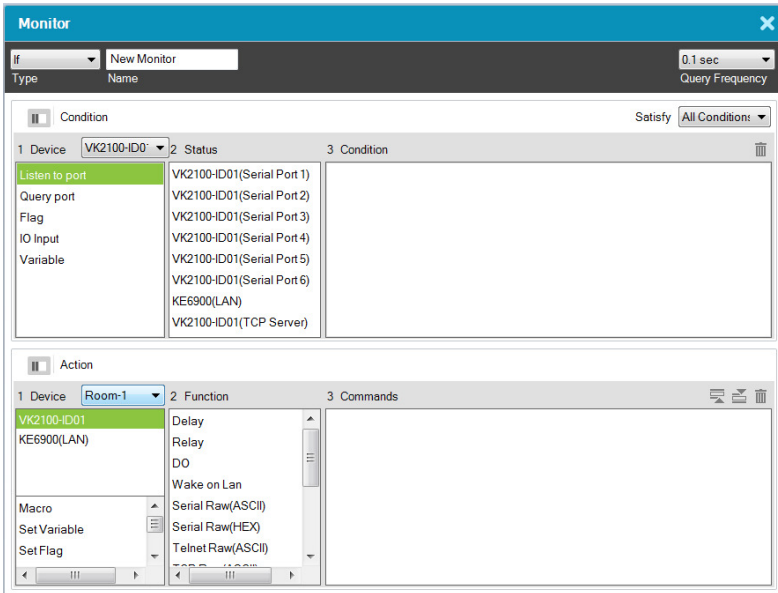 Monitor
If
New Monitor
0.1 sec
Type
Name
Query Frequency
Condition
Satisfy
All Condition:
1 Device
VK2100-ID0
2 Status
3 Condition
Listen to port
Query port
Flag
IO Input
Variable
VK2100-ID01(Serial Port 1)
VK2100-ID01(Serial Port 2)
VK2100-ID01(Serial Port 3)
VK2100-ID01(Serial Port 4)
VK2100-ID01(Serial Port 5)
VK2100-ID01(Serial Port 6)
KE6900(LAN)
VK2100-ID01(TCP Server)
Action
1 Device
Room-1
2 Function
3 Commands
VK2100-ID01
KE6900(LAN)
Macro
Set Variable
Set Flag
Delay
Relay
DO
Wake on Lan
Serial Raw(ASCII)
Serial Raw(HEX)
Telnet Raw(ASCII)